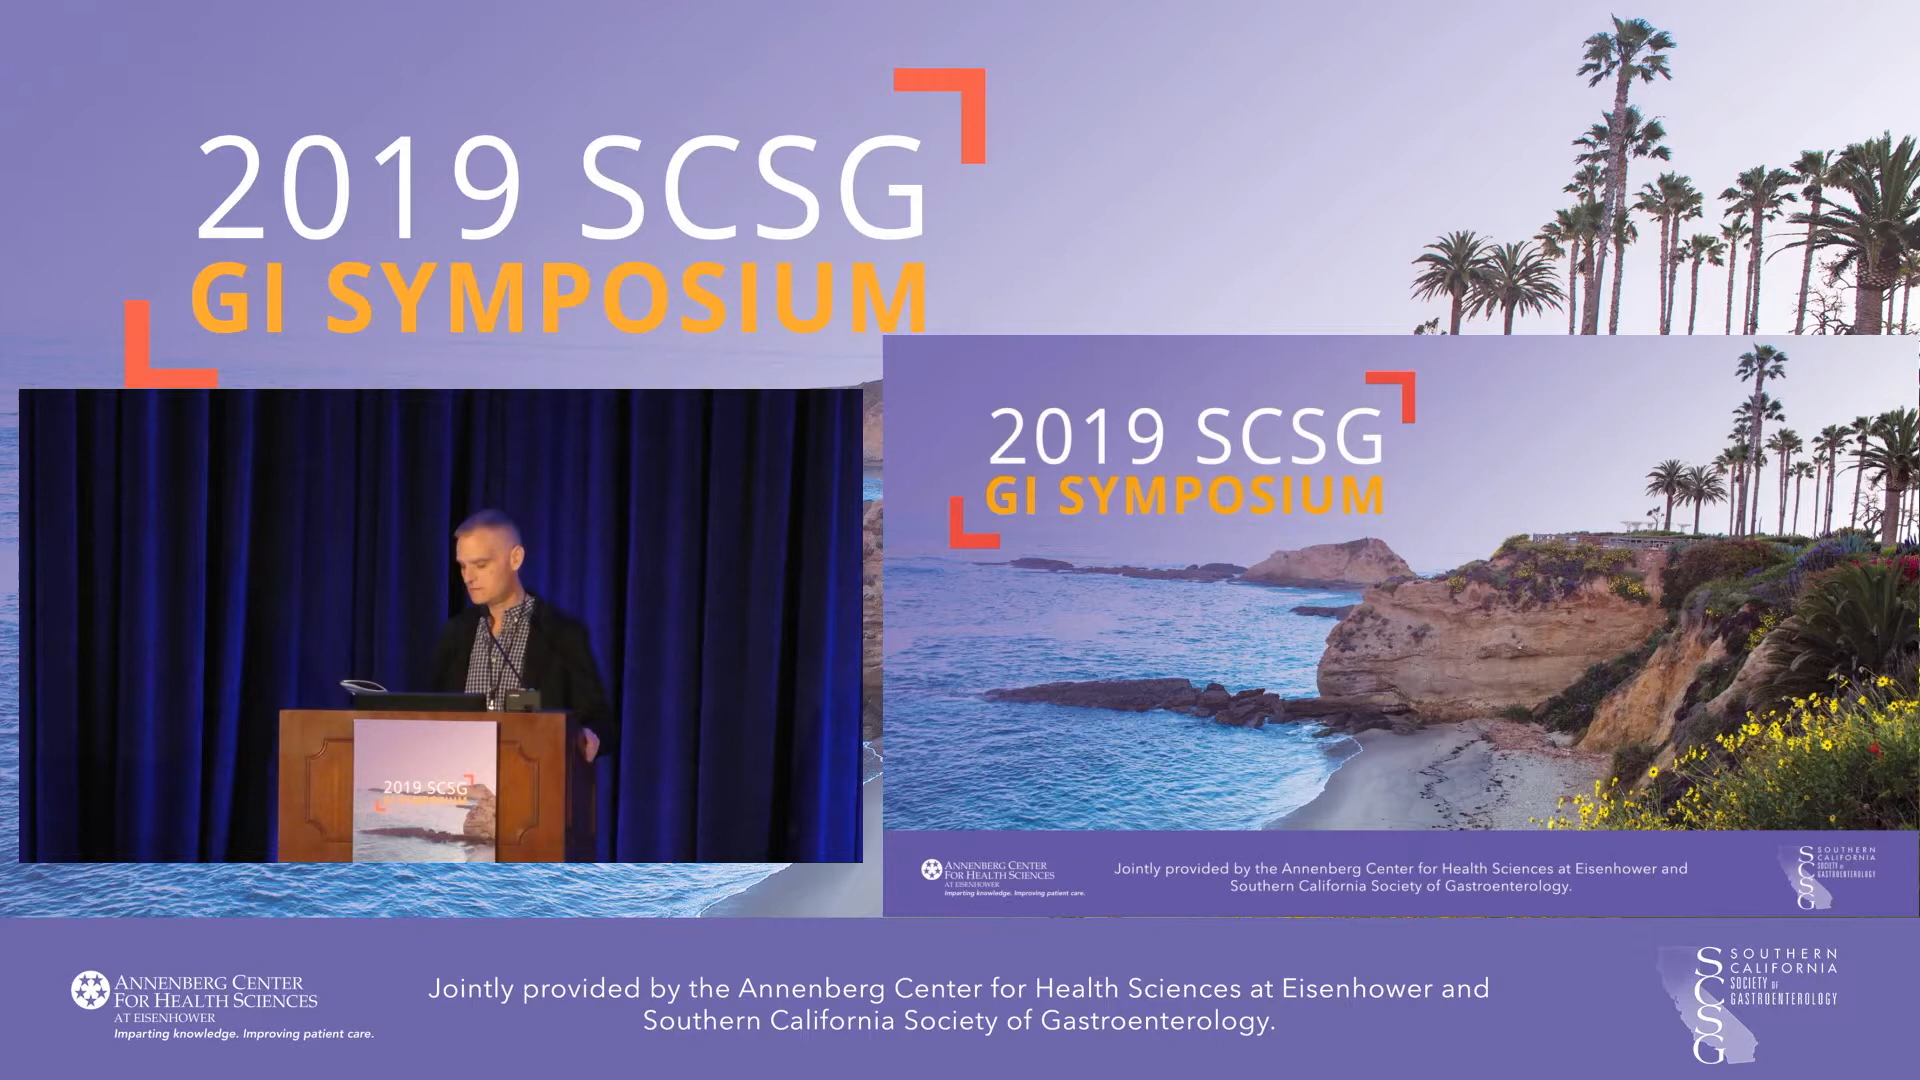 2019 SCSG
GI SYMPOSIUM
2019 SCSG
GI SYMPOSIUM
2019 SCSG
ANNENBERG CENTER
FOR HEALTH SCIENCES
AT EISENHOWER
Imparting knowledge. Improving patient care.
Jointly provided by the Annenberg Center for Health Sciences at Eisenhower and
Southern California Society of Gastroenterology.
SCSG
SOUTHERN
CALIFORNIA
SOCIETY OF
GASTROENTEROLOGY
ANNENBERG CENTER
FOR HEALTH SCIENCES
AT EISENHOWER
Imparting knowledge. Improving patient care.
Jointly provided by the Annenberg Center for Health Sciences at Eisenhower and
Southern California Society of Gastroenterology.
SCSG
SOUTHERN
CALIFORNIA
SOCIETY OF
GASTROENTEROLOGY